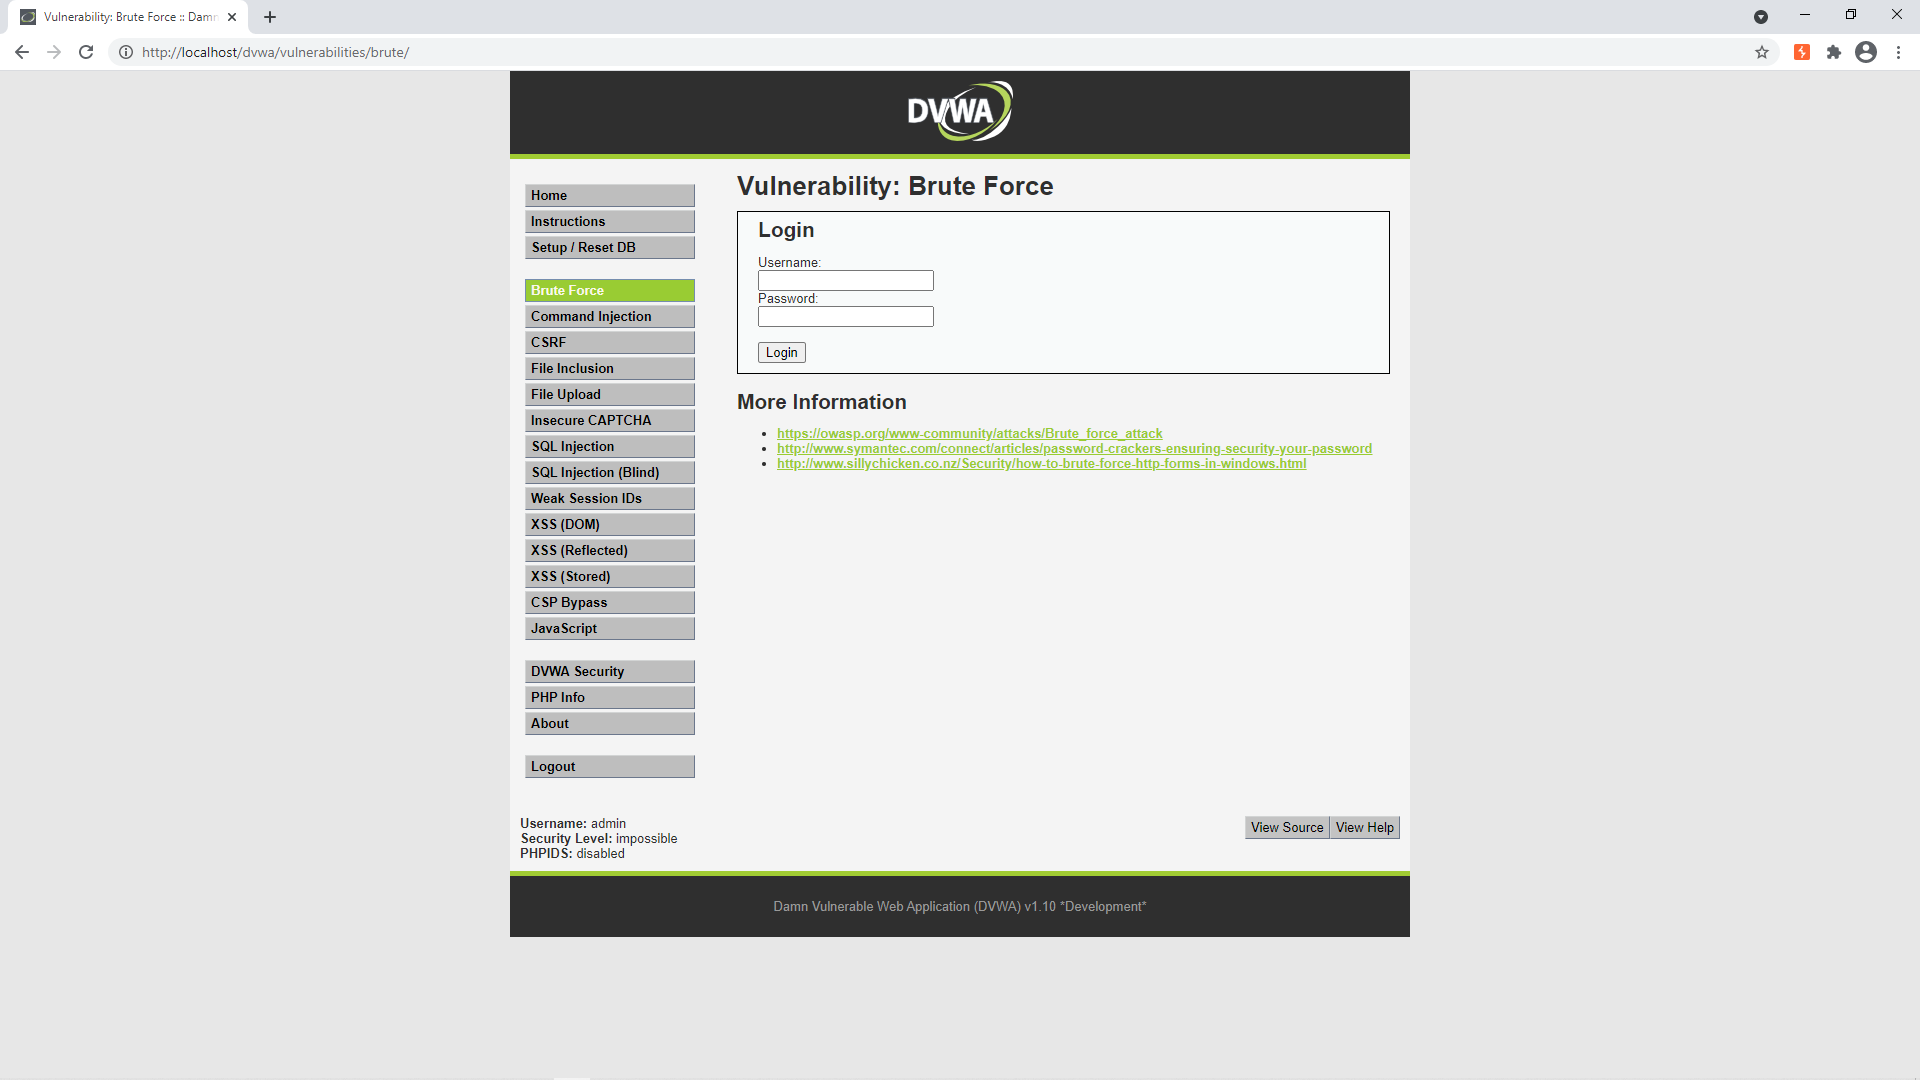 Vulnerability: Brute Force :: Damn
http://localhost/dvwa/vulnerabilities/brute/
DVWA
Home
Instructions
Setup / Reset DB
Brute Force
Command Injection
CSRF
File Inclusion
File Upload
Insecure CAPTCHA
SQL Injection
SQL Injection (Blind)
Weak Session IDs
XSS (DOM)
XSS (Reflected)
XSS (Stored)
CSP Bypass
JavaScript
DVWA Security
PHP Info
About
Logout
Vulnerability: Brute Force
Login
Username:
Password:
Login
More Information
• https://owasp.org/www-community/attacks/Brute_force_attack
• http://www.symantec.com/connect/articles/password-crackers-ensuring-security-your-password
• http://www.sillychicken.co.nz/Security/how-to-brute-force-http-forms-in-windows.html
Username: admin
Security Level: impossible
PHPIDS: disabled
View Source View Help
Damn Vulnerable Web Application (DVWA) v1.10 *Development*